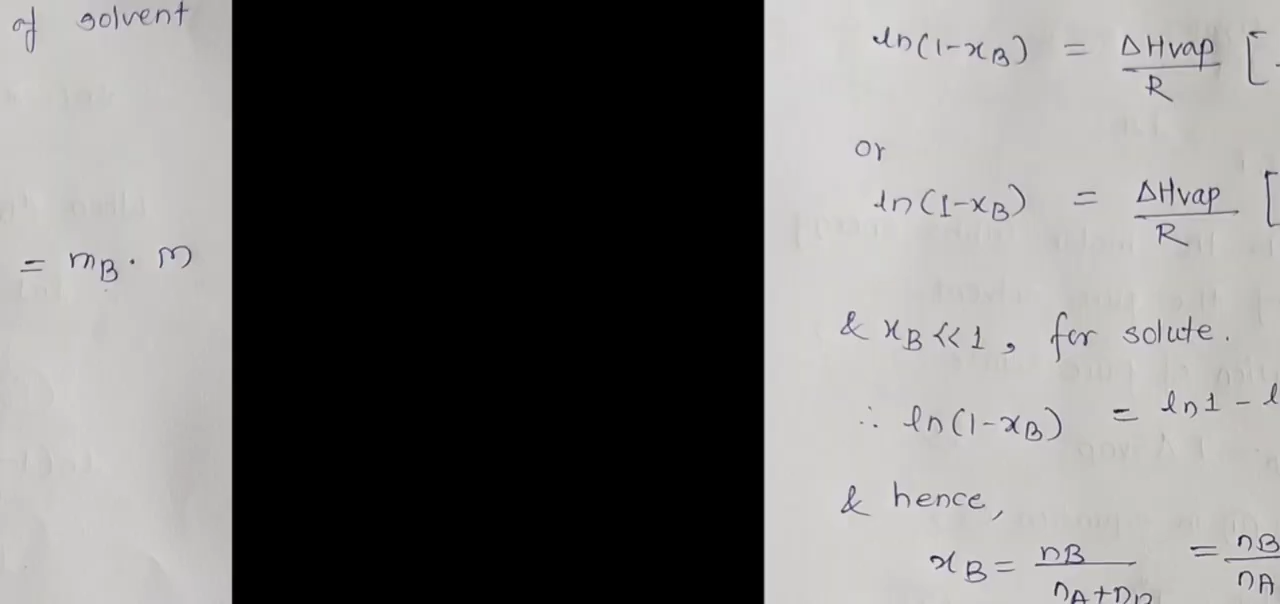 of solvent
= mB · M
ln(1-xB) = ΔHvap / R [
or
ln(1-xB) = ΔHvap / R [
& xB << 1, for solute.
∴ ln(1-xB) = ln1 -
& hence,
xB = nB / nA+nB = nB / nA